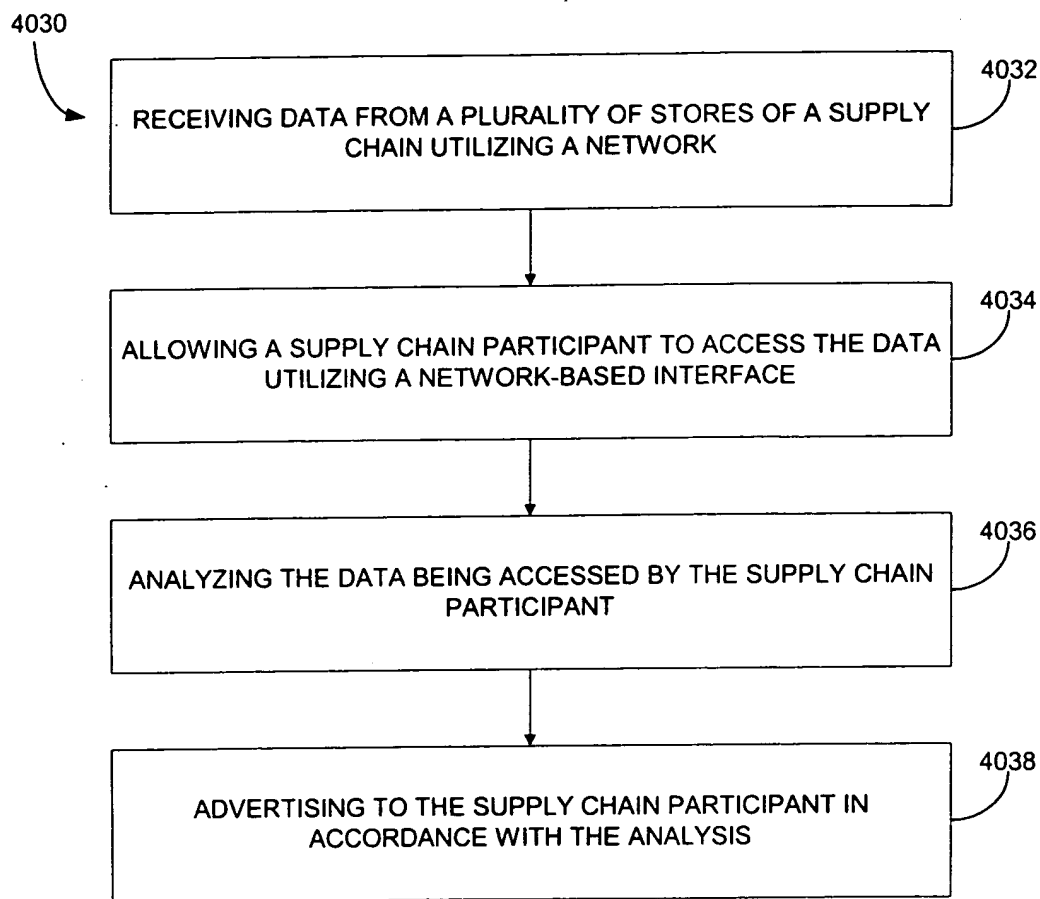 4030
4032
RECEIVING DATA FROM A PLURALITY OF STORES OF A SUPPLY
CHAIN UTILIZING A NETWORK
4034
ALLOWING A SUPPLY CHAIN PARTICIPANT TO ACCESS THE DATA
UTILIZING A NETWORK-BASED INTERFACE
4036
ANALYZING THE DATA BEING ACCESSED BY THE SUPPLY CHAIN
PARTICIPANT
4038
ADVERTISING TO THE SUPPLY CHAIN PARTICIPANT IN
ACCORDANCE WITH THE ANALYSIS